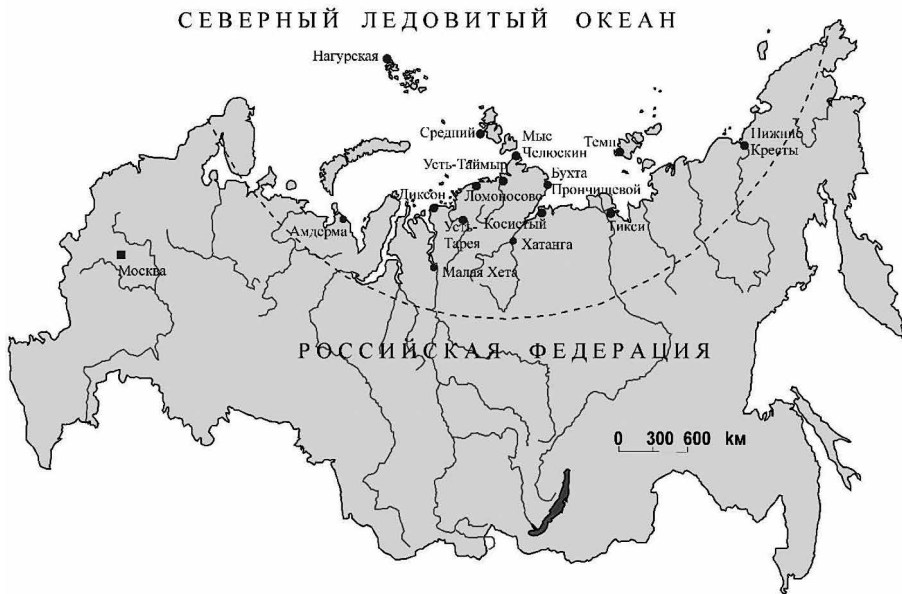 СЕВЕРНЫЙ ЛЕДОВИТЫЙ ОКЕАН
Нагурская
Средний
Мыс
Челюскин
Темп
Нижние
Кресты
Усть-Таймыр
Бухта
Прончищевой
Диксон
Ломоносово
Амдерма
Усть-
Тарея
Косистый
Тикси
Хатанга
Москва
Малая Хета
РОССИЙСКАЯ ФЕДЕРАЦИЯ
0 300 600 км